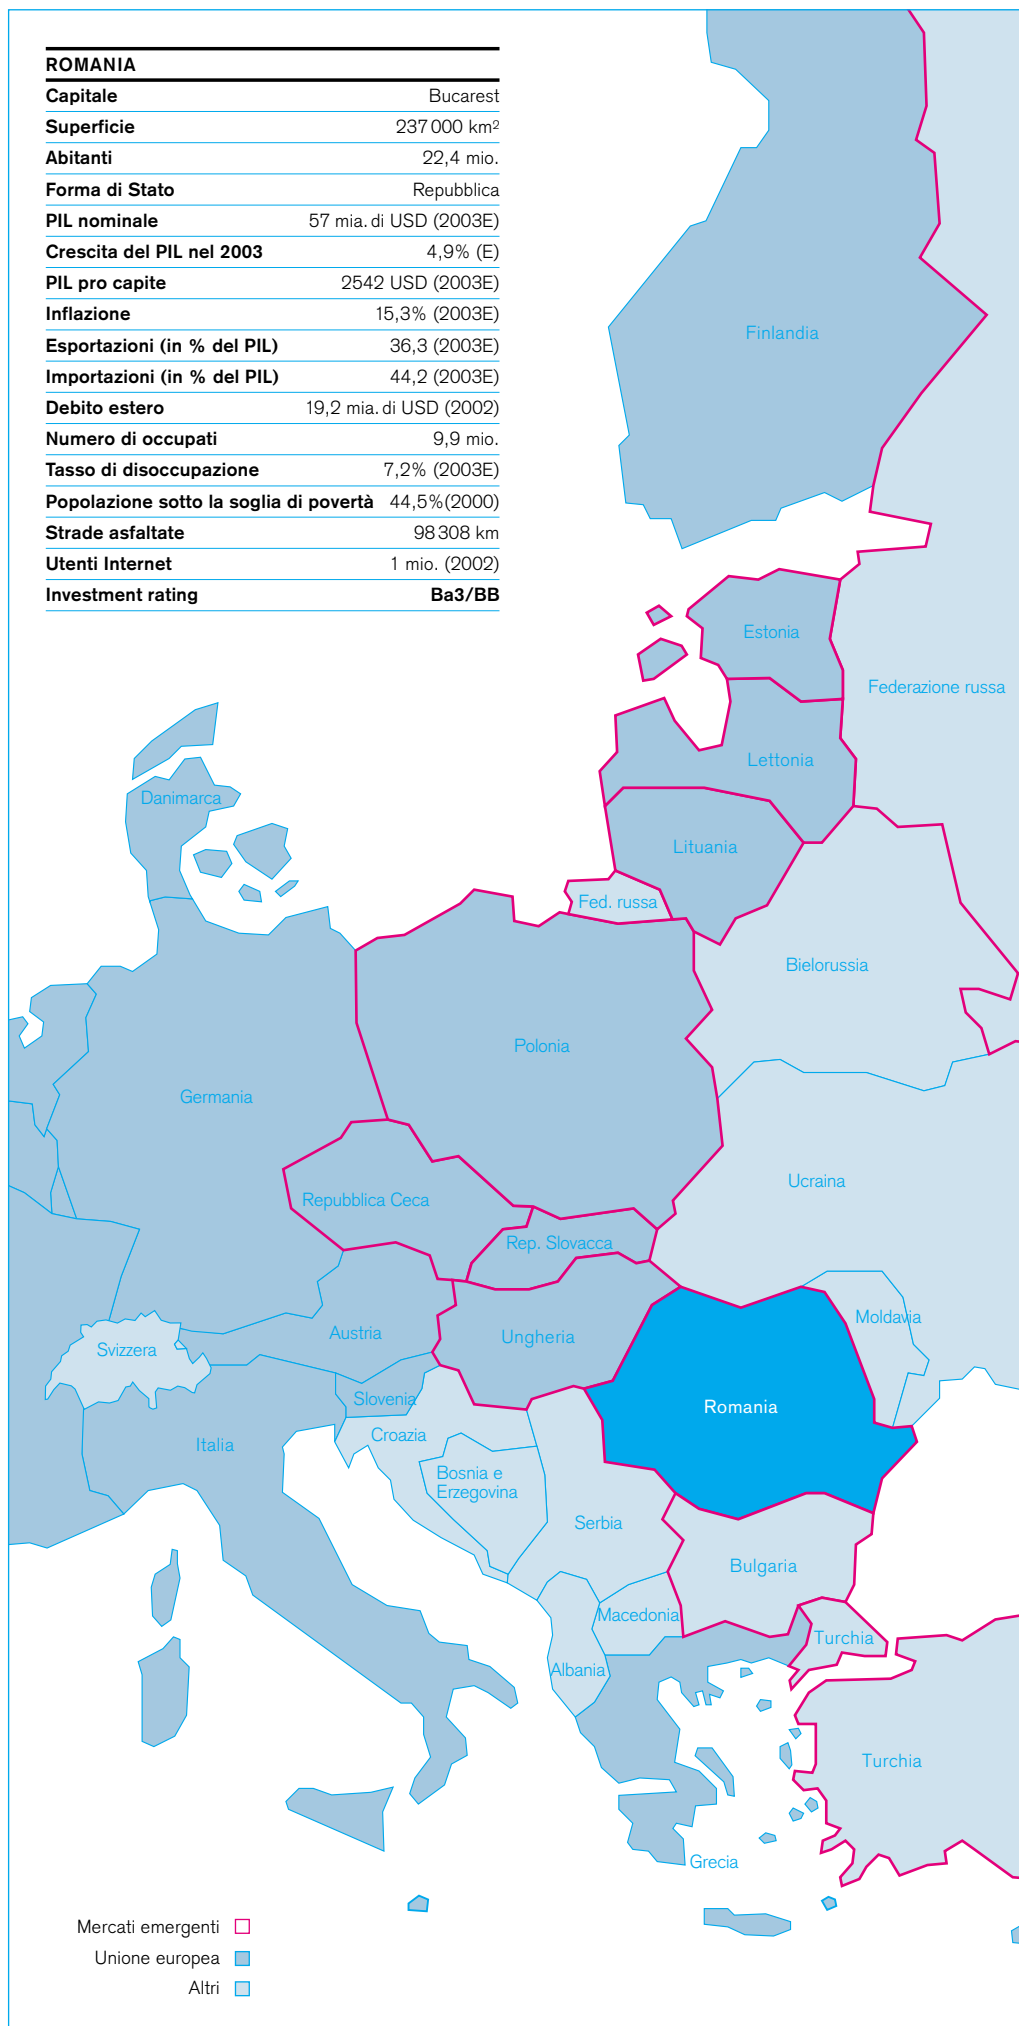 ROMANIA
Capitale Bucarest
Superficie 237 000 km²
Abitanti 22,4 mio.
Forma di Stato Repubblica
PIL nominale 57 mia. di USD (2003E)
Crescita del PIL nel 2003 4,9% (E)
PIL pro capite 2542 USD (2003E)
Inflazione 15,3% (2003E)
Esportazioni (in % del PIL) 36,3 (2003E)
Importazioni (in % del PIL) 44,2 (2003E)
Debito estero 19,2 mia. di USD (2002)
Numero di occupati 9,9 mio.
Tasso di disoccupazione 7,2% (2003E)
Popolazione sotto la soglia di povertà 44,5%(2000)
Strade asfaltate 98 308 km
Utenti Internet 1 mio. (2002)
Investment rating Ba3/BB
Finlandia
Estonia
Federazione russa
Lettonia
Danimarca
Lituania
Fed. russa
Bielorussia
Polonia
Germania
Ucraina
Repubblica Ceca
Rep. Slovacca
Moldavia
Austria
Ungheria
Svizzera
Slovenia
Romania
Croazia
Italia
Bosnia e
Erzegovina
Serbia
Bulgaria
Macedonia
Turchia
Albania
Turchia
Grecia
Mercati emergenti
Unione europea
Altri